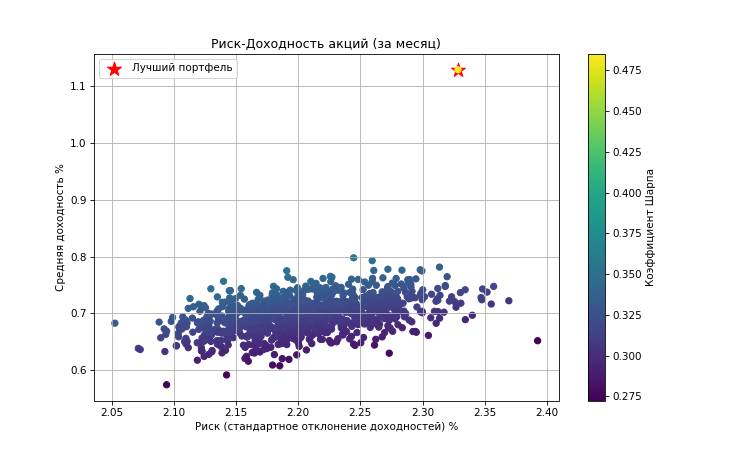 Риск-Доходность акций (за месяц)
Лучший портфель
Средняя доходность %
1.1
1.0
0.9
0.8
0.7
0.6
2.05 2.10 2.15 2.20 2.25 2.30 2.35 2.40
Риск (стандартное отклонение доходностей) %
0.475
0.450
0.425
0.400
0.375
0.350
0.325
0.300
0.275
Коэффициент Шарпа